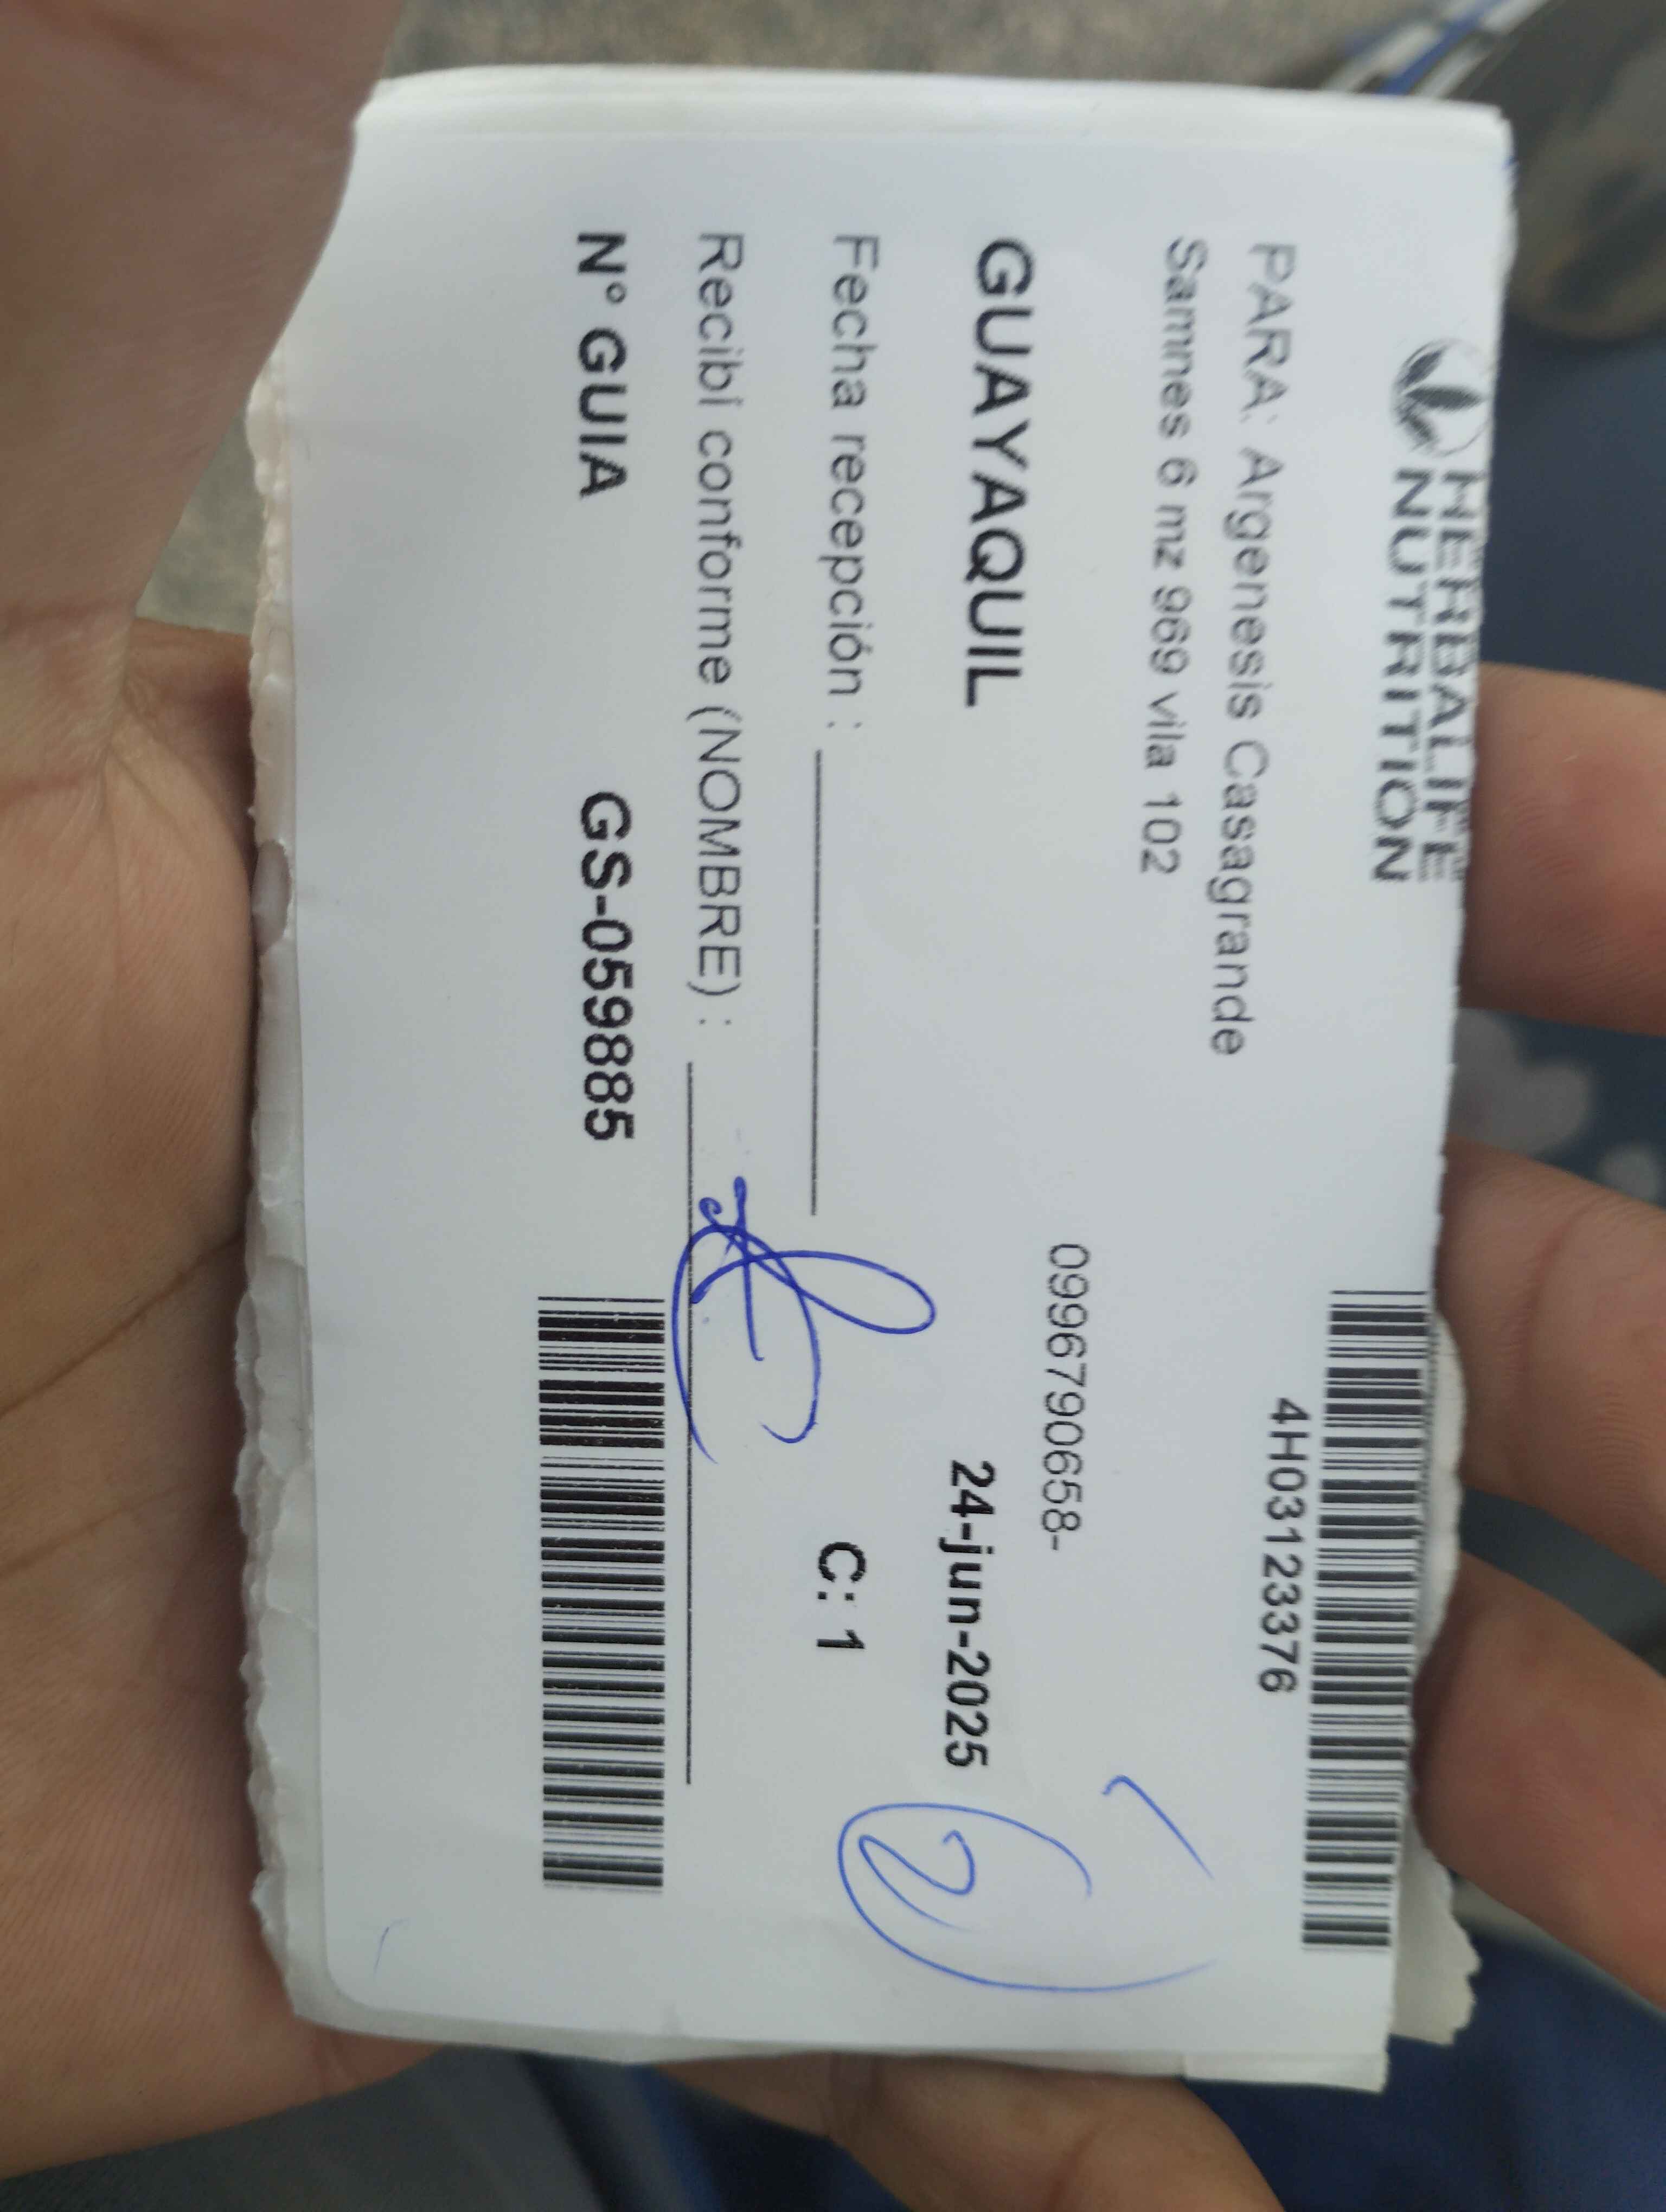 HERBALIFE
NUTRITION
4H03123376
PARA: Argenesis Casagrande
Samnes 6 mz 969 vila 102
0996790658-
GUAYAQUIL
24-jun-2025
2
Fecha recepción :
C: 1
Recibí conforme (NOMBRE) :
N° GUIA GS-059885